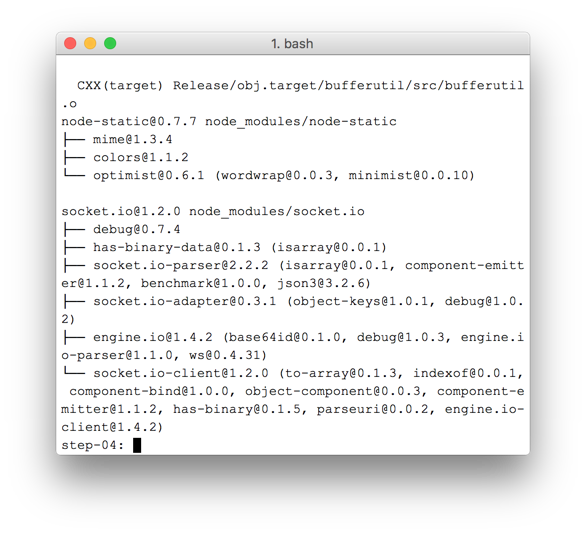 1. bash
CXX(target) Release/obj.target/bufferutil/src/bufferutil
.o
node-static@0.7.7 node_modules/node-static
├── mime@1.3.4
├── colors@1.1.2
└── optimist@0.6.1 (wordwrap@0.0.3, minimist@0.0.10)
socket.io@1.2.0 node_modules/socket.io
├── debug@0.7.4
├── has-binary-data@0.1.3 (isarray@0.0.1)
├── socket.io-parser@2.2.2 (isarray@0.0.1, component-emitt
er@1.1.2, benchmark@1.0.0, json3@3.2.6)
├── socket.io-adapter@0.3.1 (object-keys@1.0.1, debug@1.0.
2)
├── engine.io@1.4.2 (base64id@0.1.0, debug@1.0.3, engine.i
o-parser@1.1.0, ws@0.4.31)
└── socket.io-client@1.2.0 (to-array@0.1.3, indexof@0.0.1,
component-bind@1.0.0, object-component@0.0.3, component-e
mitter@1.1.2, has-binary@0.1.5, parseuri@0.0.2, engine.io-
client@1.4.2)
step-04: